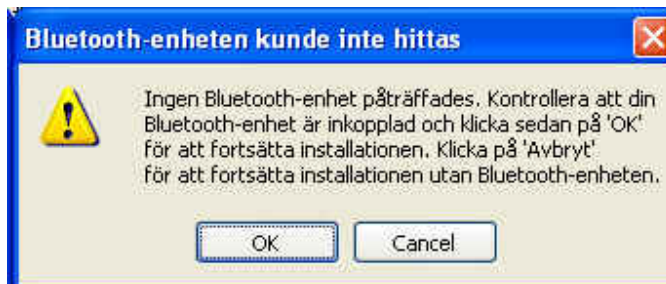 Bluetooth-enheten kunde inte hittas
Ingen Bluetooth-enhet påträffades. Kontrollera att din
Bluetooth-enhet är inkopplad och klicka sedan på 'OK'
för att fortsätta installationen. Klicka på 'Avbryt'
för att fortsätta installationen utan Bluetooth-enheten.
OK
Cancel